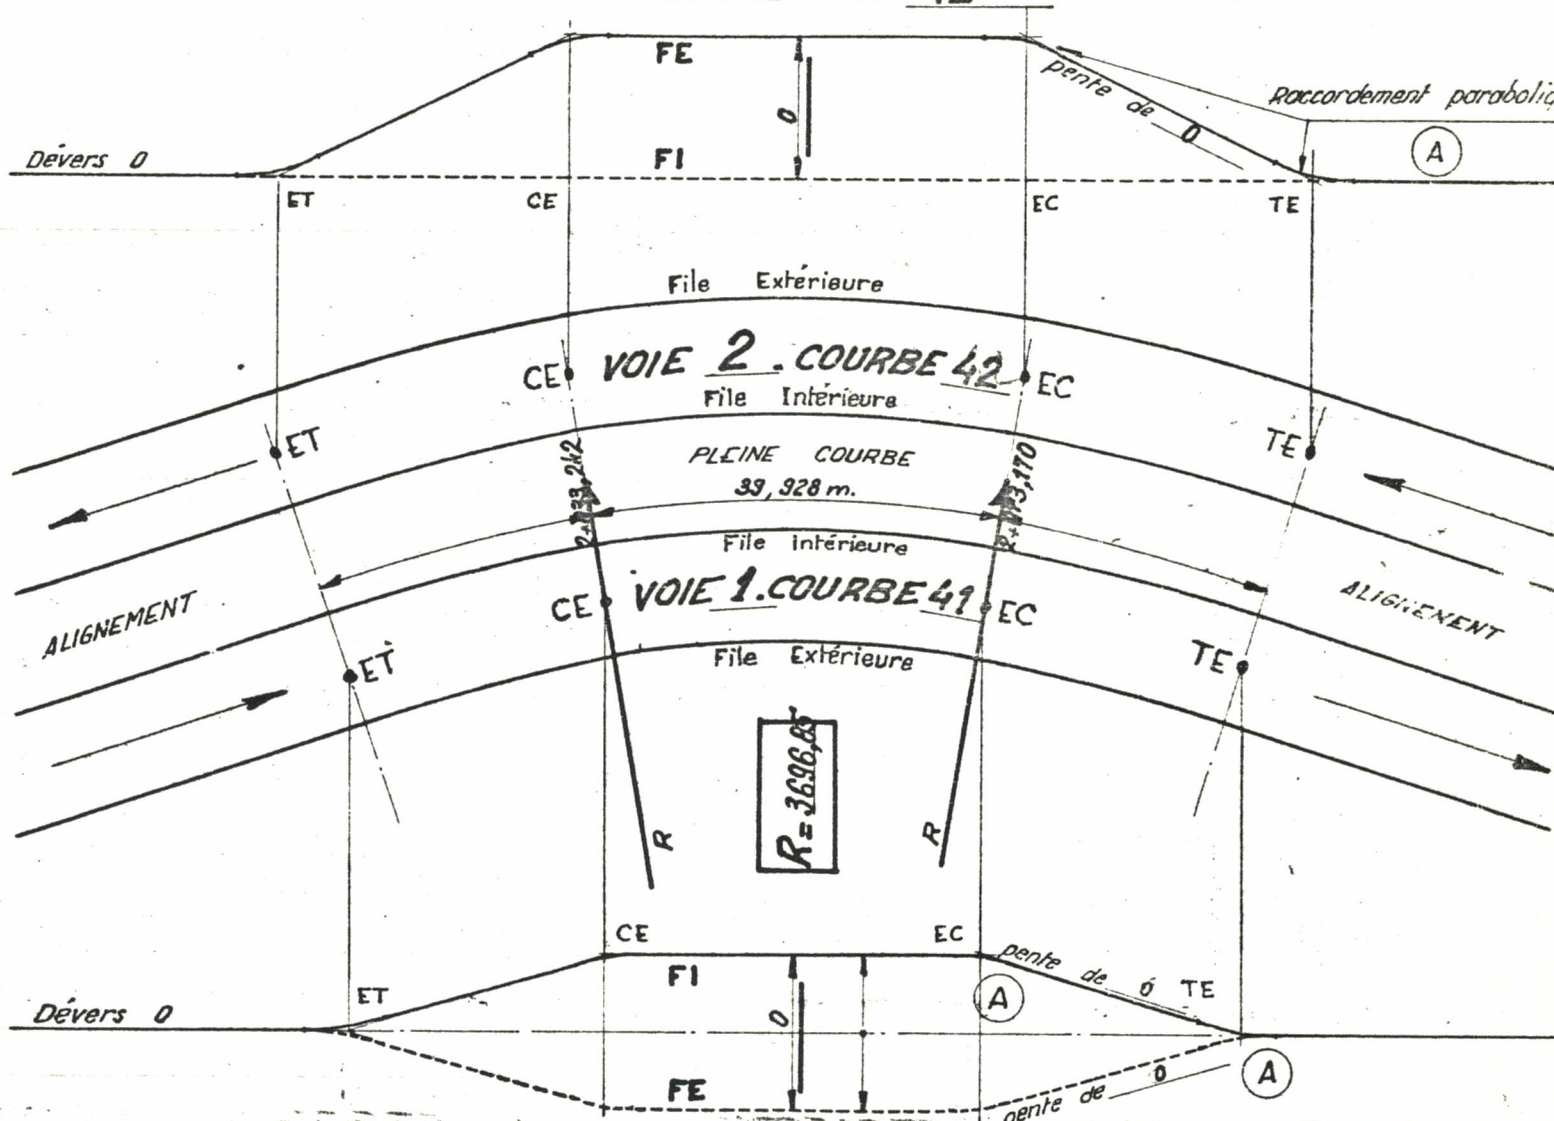 FE
pente de 0
Raccordement
0
A
Dévers 0
FI
ET
CE
EC
TE
File Extérieure
VOIE 2. COURBE 42
CE
EC
File Intérieure
ET
TE
PLEINE COURBE
39,928 m.
File intérieure
VOIE 1. COURBE 41
CE
EC
ALIGNEMENT
ALIGNEMENT
ET
TE
File Extérieure
R = 3696,85
R
R
CE
EC
FI
pente de 0
ET
TE
A
Dévers 0
0
FE
pente de 0
A